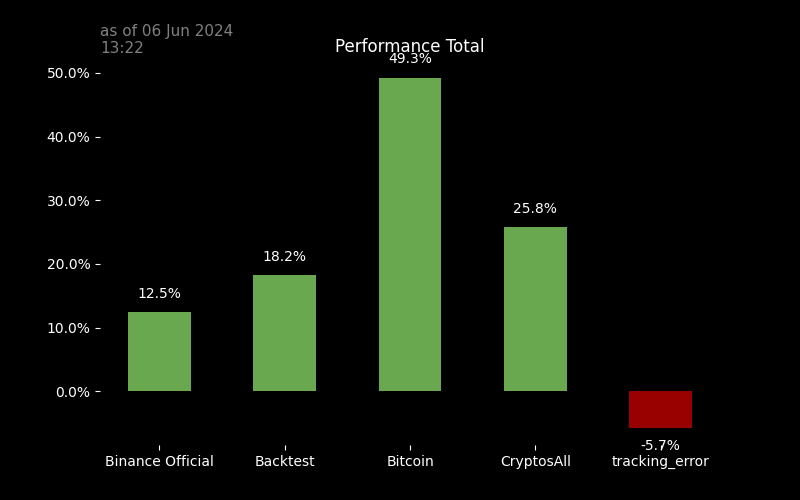 as of 06 Jun 2024
13:22
Performance Total
50.0%
40.0%
30.0%
20.0%
10.0%
0.0%
12.5%
18.2%
49.3%
25.8%
-5.7%
Binance Official
Backtest
Bitcoin
CryptosAll
tracking_error